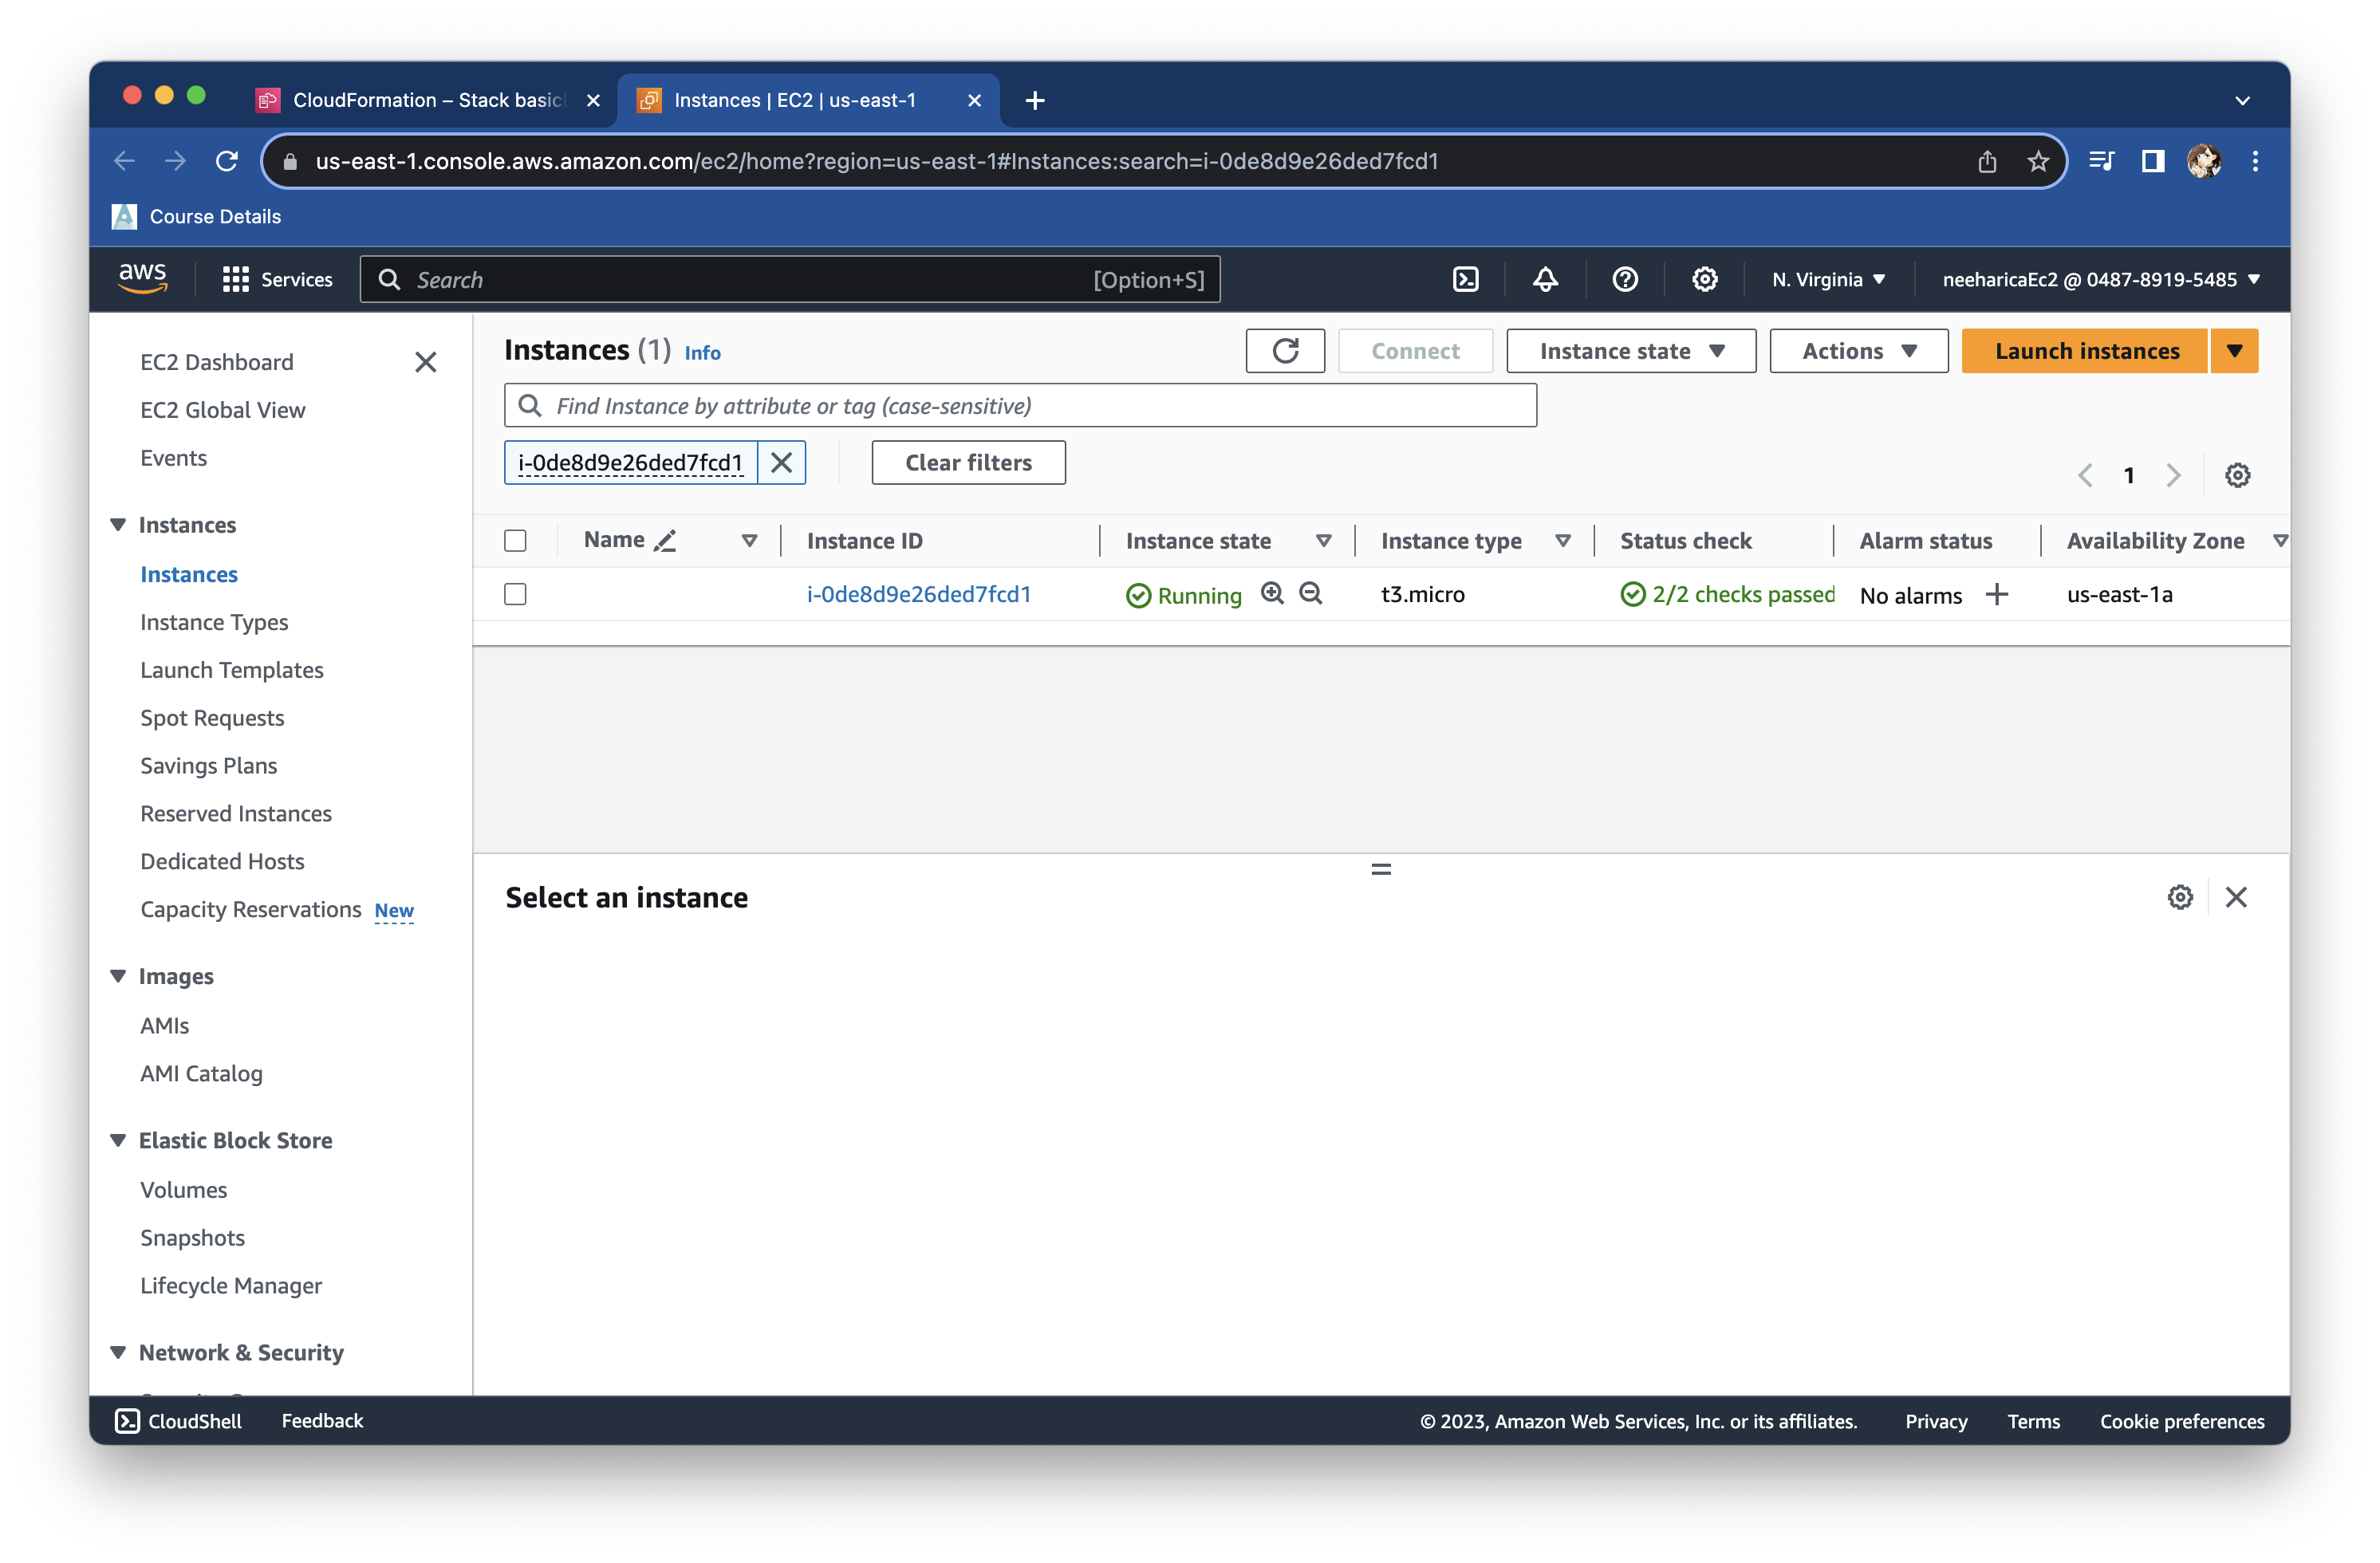 CloudFormation – Stack basic
Instances | EC2 | us-east-1
us-east-1.console.aws.amazon.com/ec2/home?region=us-east-1#Instances:search=i-0de8d9e26ded7fcd1
Course Details
aws
Services
Search
[Option+S]
N. Virginia
neeharicaEc2 @ 0487-8919-5485
EC2 Dashboard
EC2 Global View
Events
Instances
Instances
Instance Types
Launch Templates
Spot Requests
Savings Plans
Reserved Instances
Dedicated Hosts
Capacity Reservations New
Images
AMIs
AMI Catalog
Elastic Block Store
Volumes
Snapshots
Lifecycle Manager
Network & Security
Instances (1) Info
Connect
Instance state
Actions
Launch instances
Find Instance by attribute or tag (case-sensitive)
i-0de8d9e26ded7fcd1
Clear filters
1
Name Instance ID Instance state Instance type Status check Alarm status Availability Zone
i-0de8d9e26ded7fcd1 Running t3.micro 2/2 checks passed No alarms us-east-1a
Select an instance
CloudShell
Feedback
© 2023, Amazon Web Services, Inc. or its affiliates.
Privacy
Terms
Cookie preferences